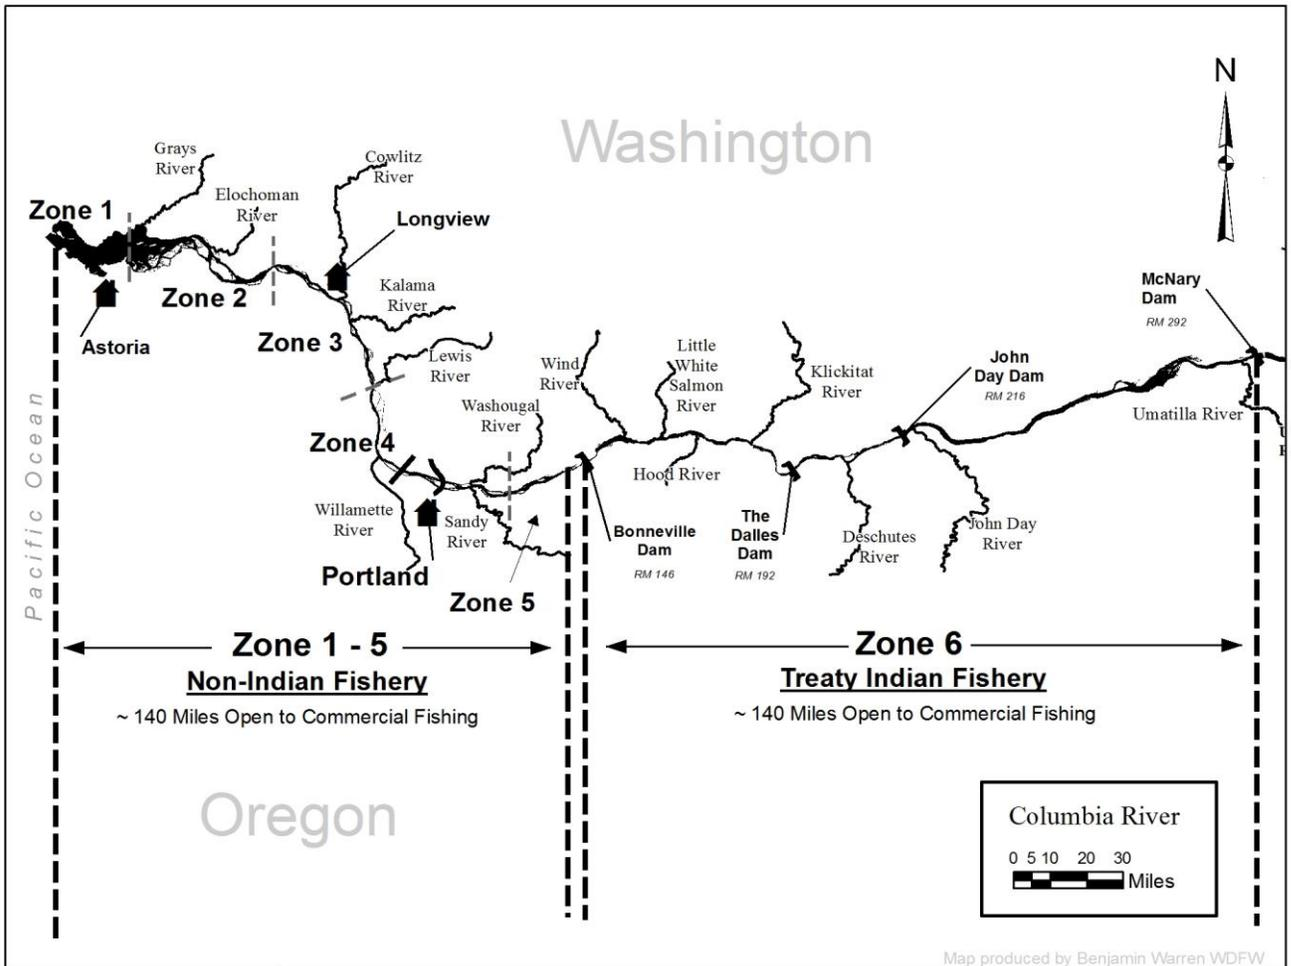 N
Washington
Grays
River
Cowlitz
River
Elochoman
River
Zone 1
Longview
Zone 2
Astoria
Kalama
River
Zone 3
Lewis
River
McNary
Dam
RM 292
Wind
River
Little
White
Salmon
River
Klickitat
River
John
Day Dam
RM 216
Umatilla River
Washougal
River
Zone 4
Hood River
Pacific Ocean
Willamette
River
Sandy
River
Portland
Zone 5
Bonneville
Dam
RM 146
The
Dalles
Dam
RM 192
Deschutes
River
John Day
River
Zone 1 - 5
Non-Indian Fishery
~ 140 Miles Open to Commercial Fishing
Zone 6
Treaty Indian Fishery
~ 140 Miles Open to Commercial Fishing
Oregon
Columbia River
0 5 10 20 30
Miles
Map produced by Benjamin Warren WDFW